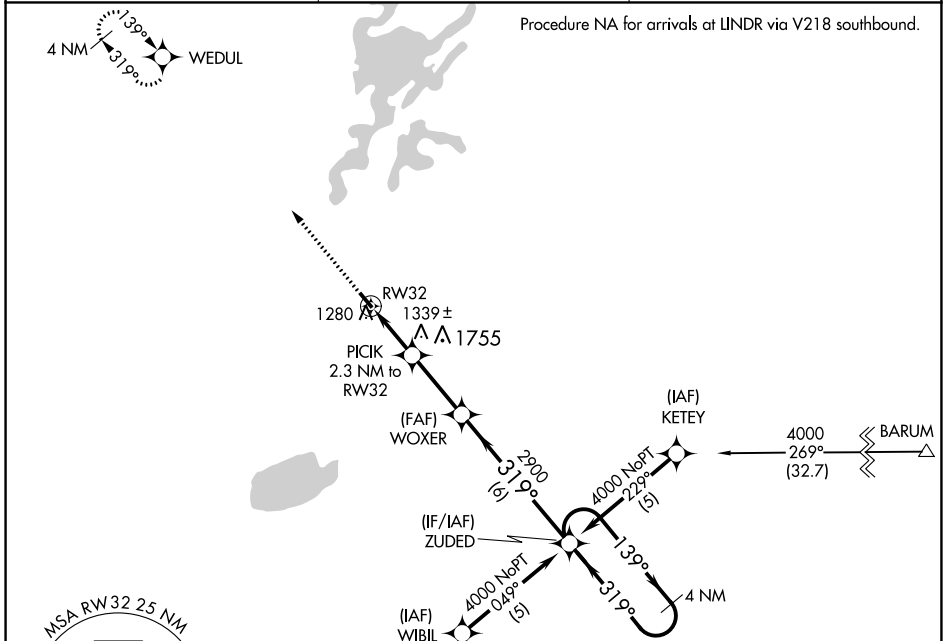 Procedure NA for arrivals at LINDR via V218 southbound.
139°
4 NM
319°
WEDUL
RW32
1280
1339 ±
1755
PICIK
2.3 NM to
RW32
(FAF)
WOXER
(IAF)
KETEY
4000
269°
(32.7)
BARUM
2900
319°
(6)
4000 NoPT
229°
(5)
(IF/IAF)
ZUDED
139°
319°
4 NM
4000 NoPT
049°
(5)
(IAF)
WIBIL
MSA RW32 25 NM